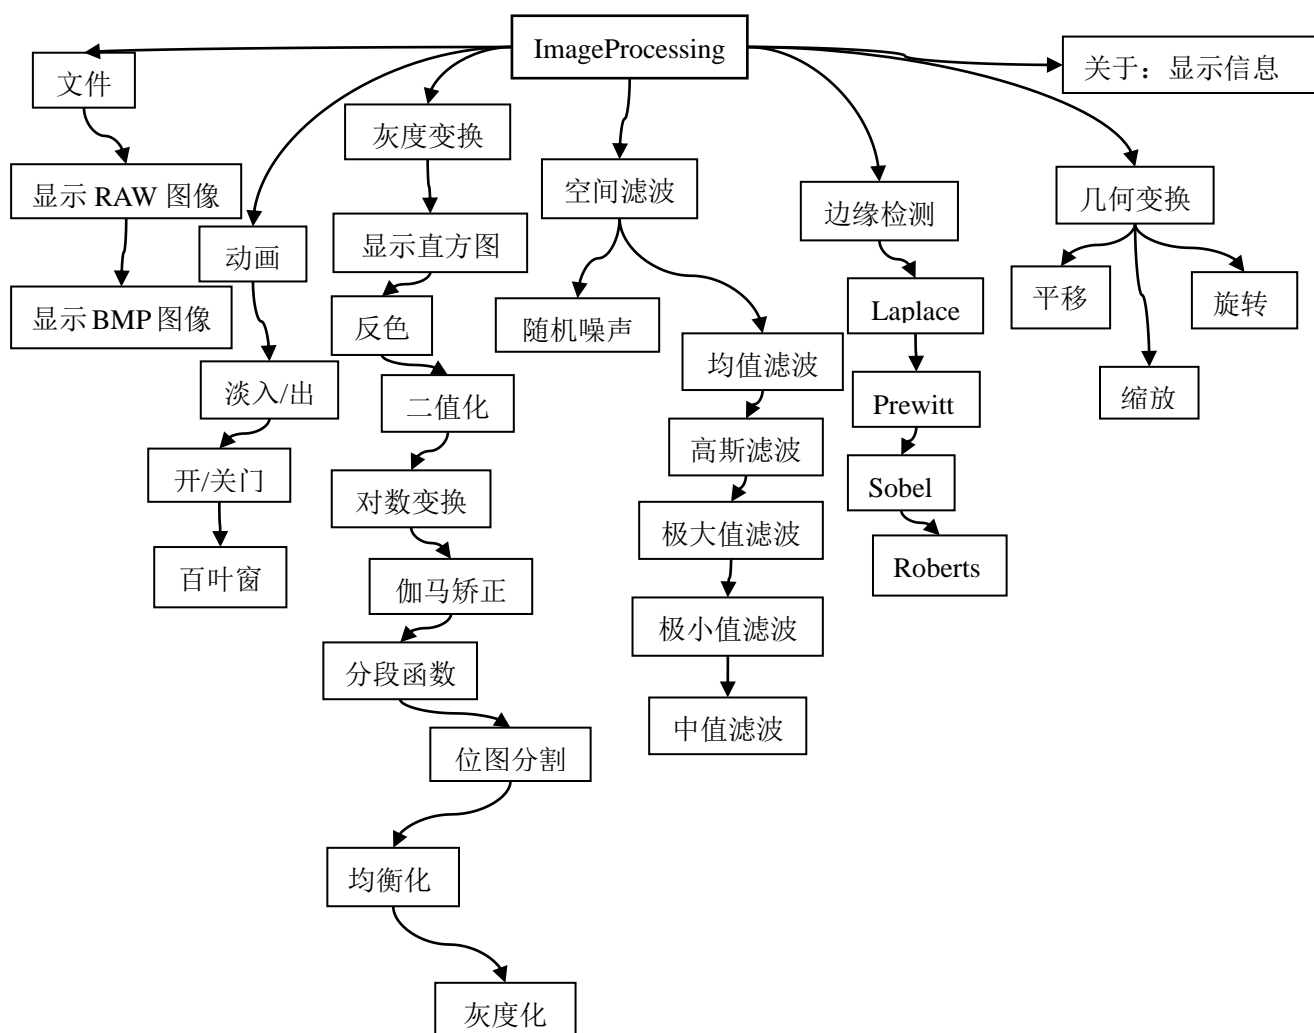 ImageProcessing
文件
关于：显示信息
灰度变换
空间滤波
显示 RAW 图像
边缘检测
几何变换
动画
显示直方图
平移
旋转
显示 BMP 图像
反色
随机噪声
Laplace
均值滤波
淡入/出
二值化
Prewitt
缩放
高斯滤波
开/关门
Sobel
对数变换
极大值滤波
百叶窗
Roberts
伽马矫正
极小值滤波
分段函数
中值滤波
位图分割
均衡化
灰度化